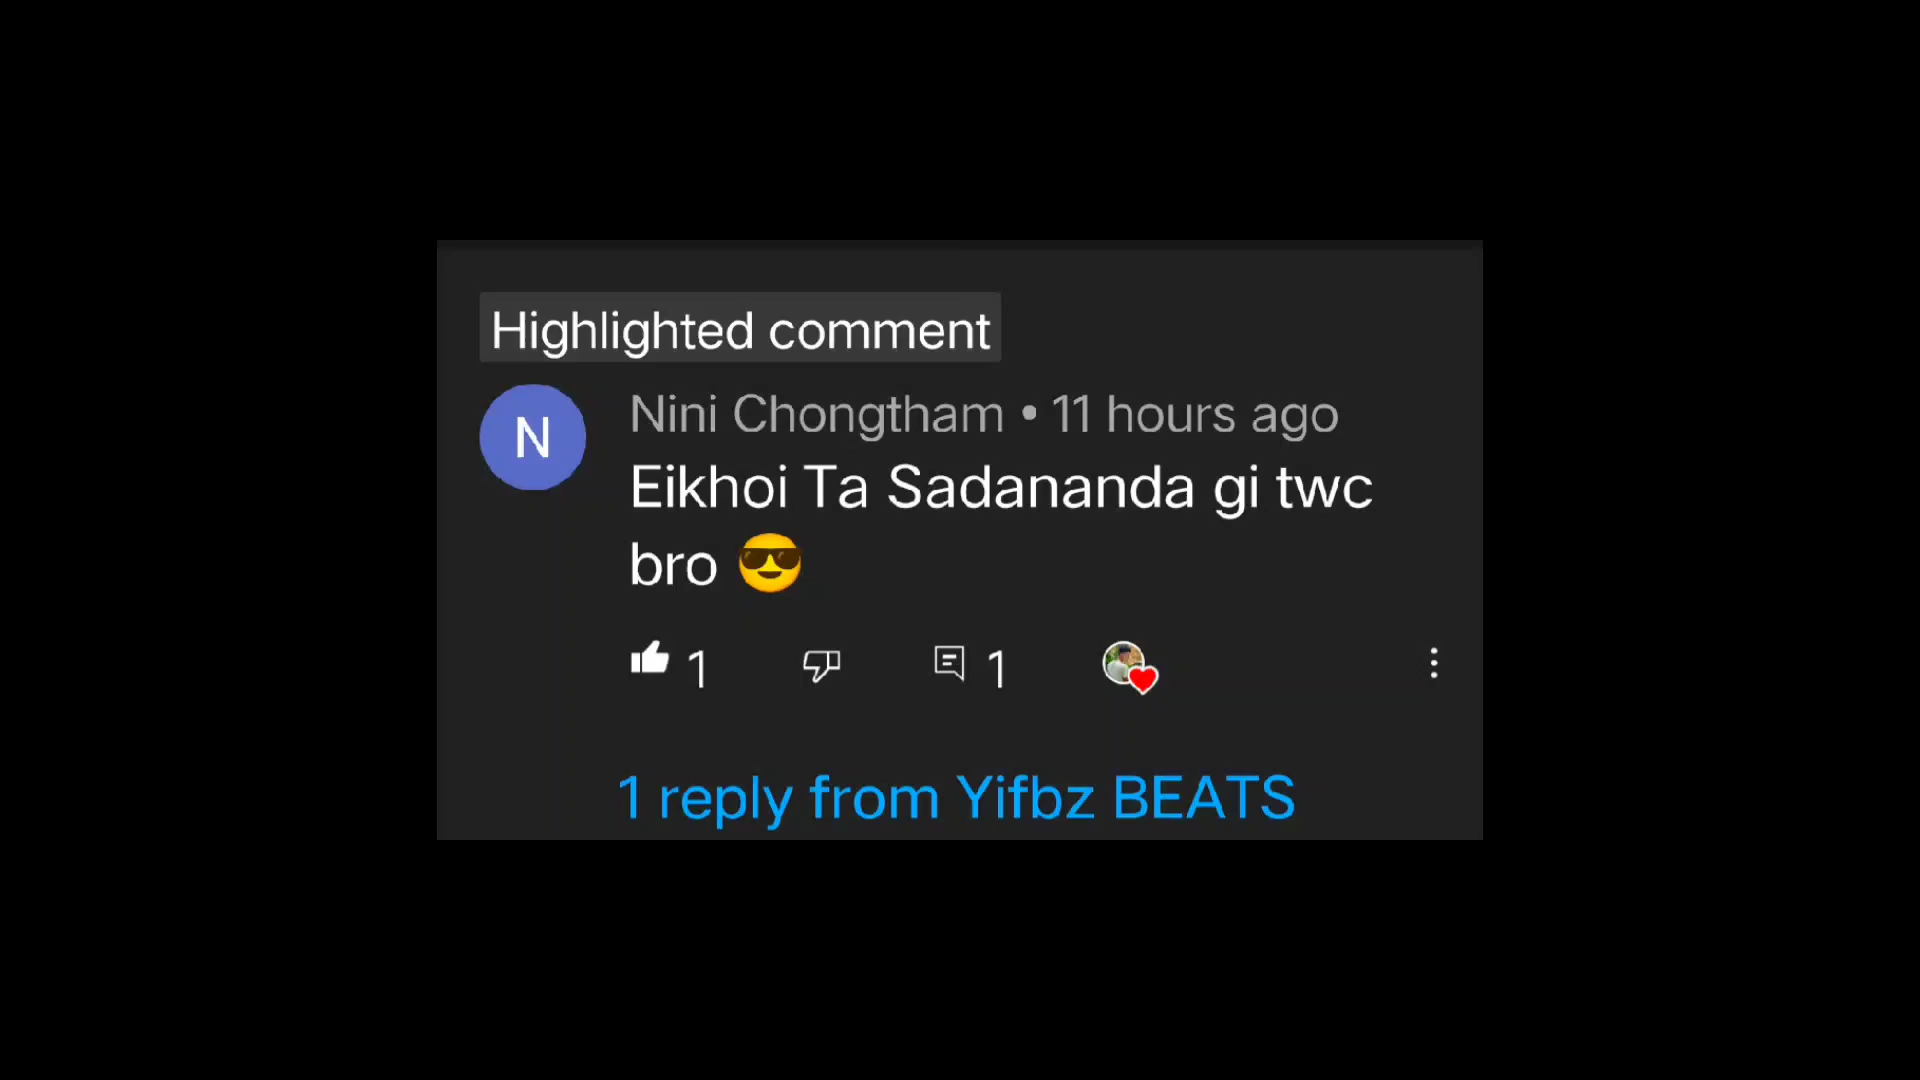 Highlighted comment
N
Nini Chongtham • 11 hours ago
Eikhoi Ta Sadananda gi twc
bro 😎
1 1
1 reply from Yifbz BEATS